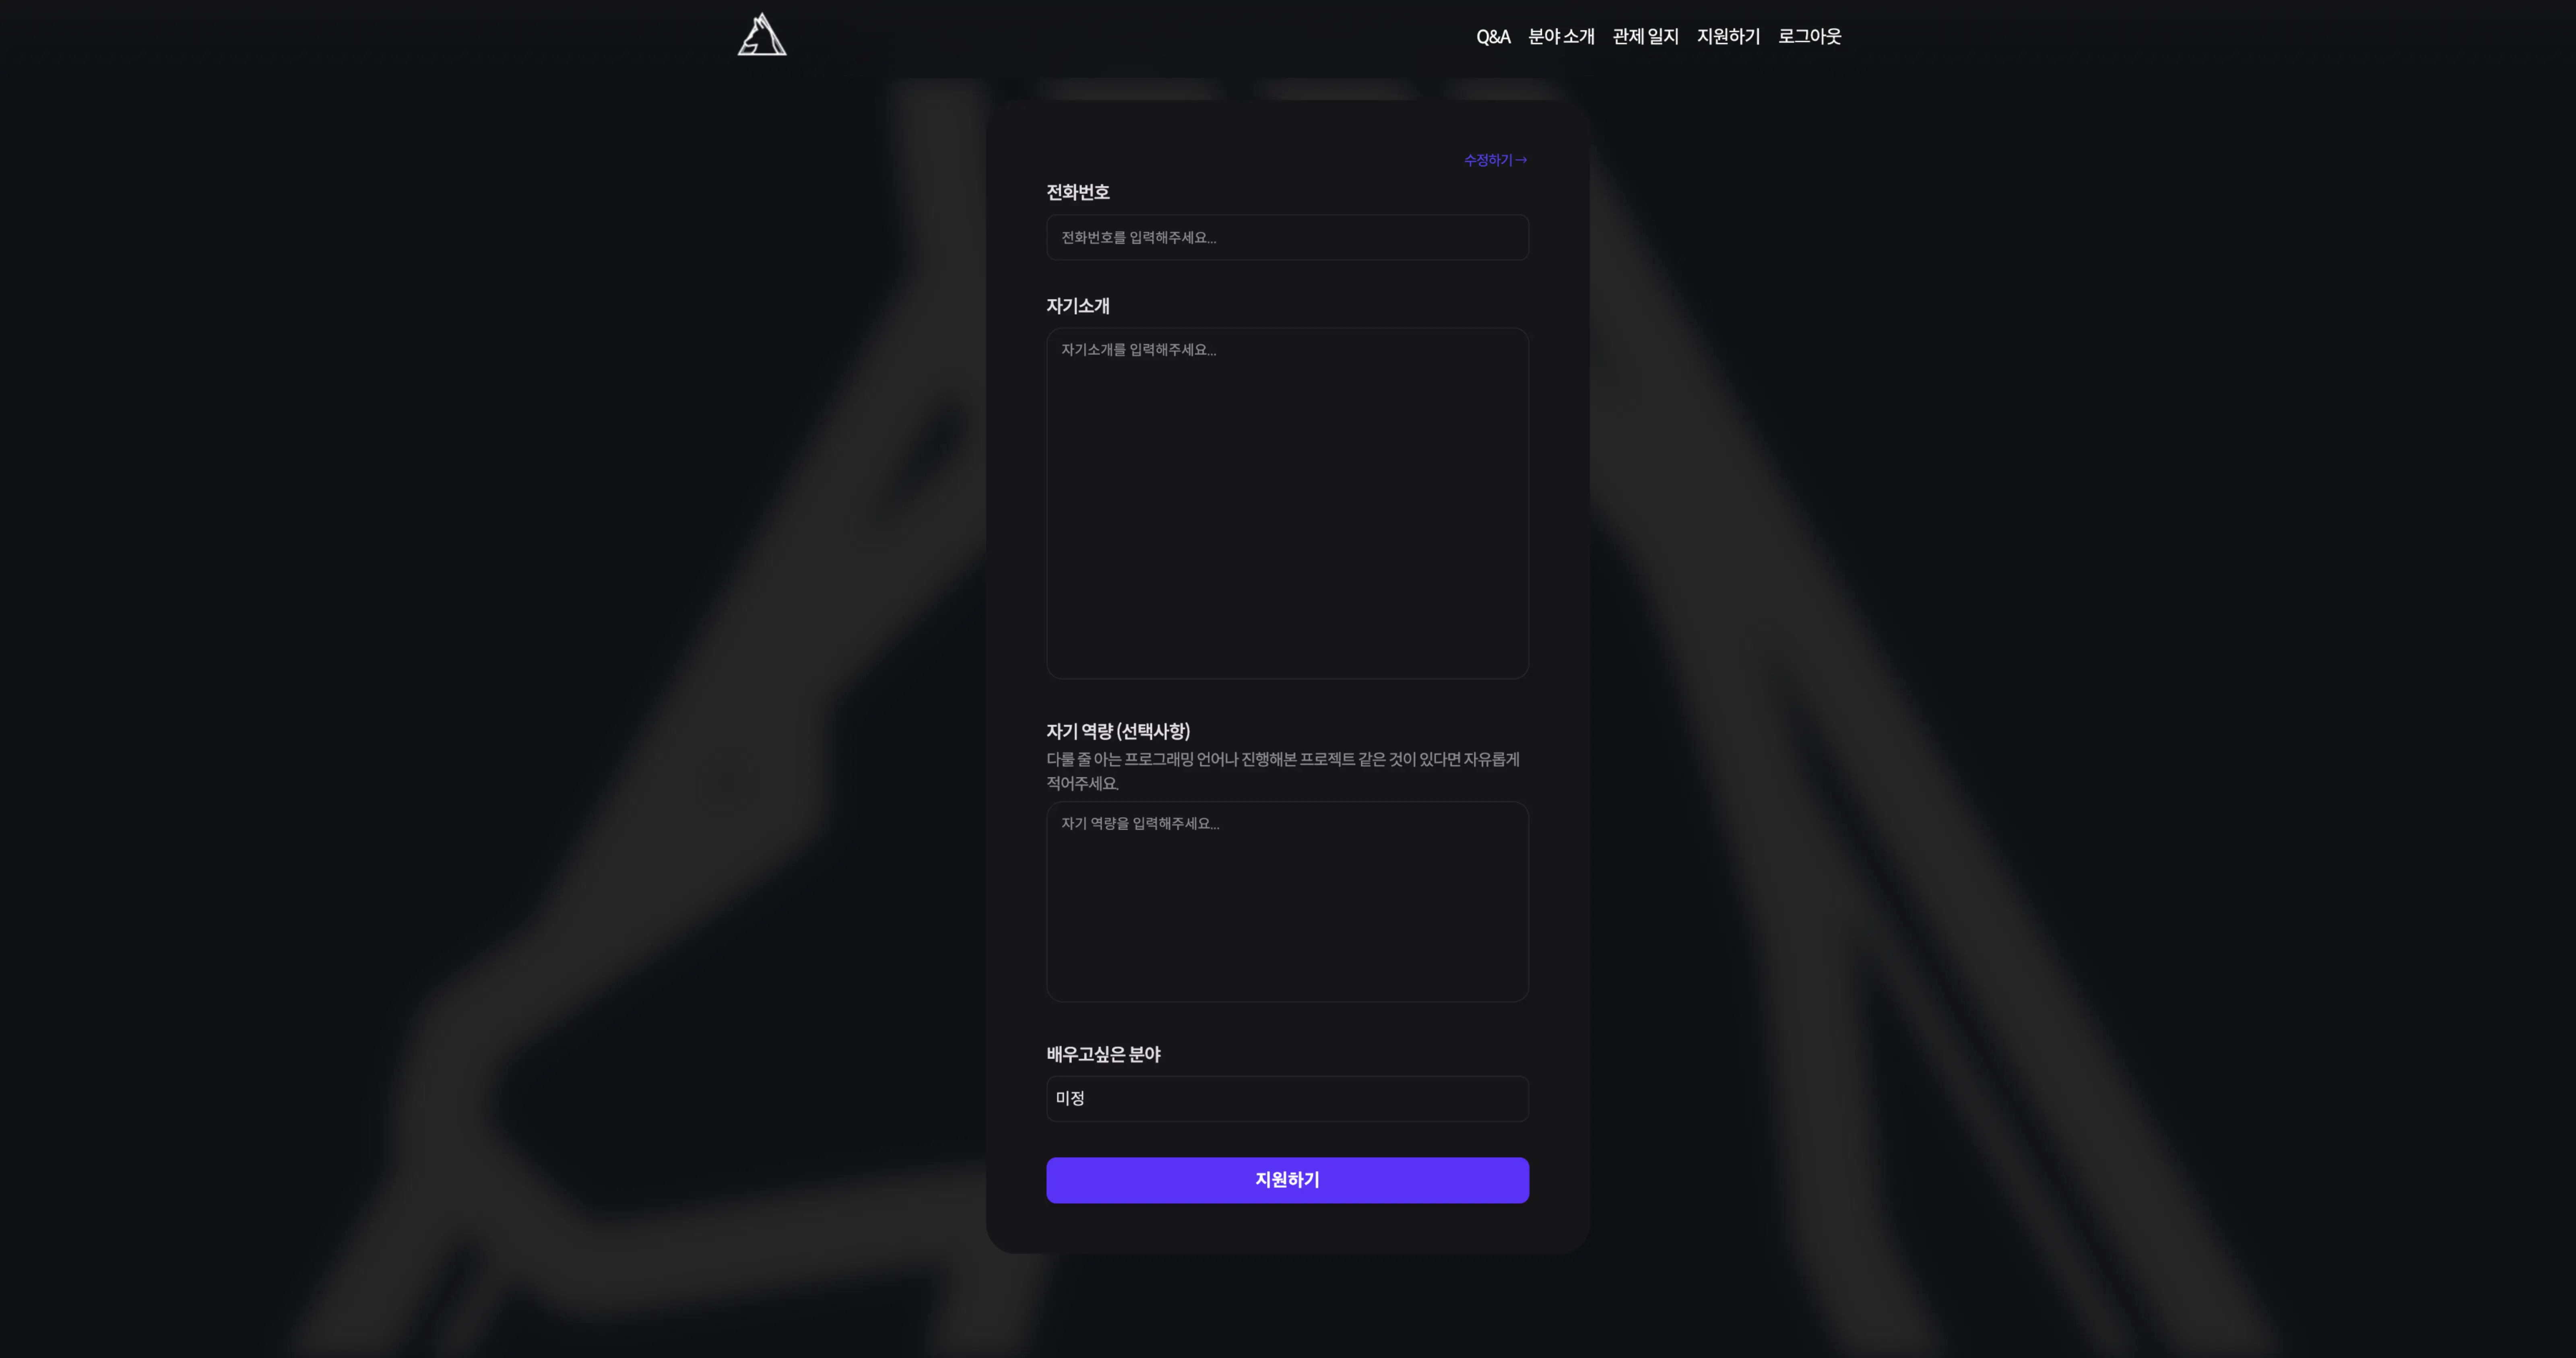 Q&A 분야 소개 관제 일지 지원하기 로그아웃
수정하기 →
전화번호
전화번호를 입력해주세요...
자기소개
자기소개를 입력해주세요...
자기 역량 (선택사항)
다룰 줄 아는 프로그래밍 언어나 진행해본 프로젝트 같은 것이 있다면 자유롭게
적어주세요.
자기 역량을 입력해주세요...
배우고싶은 분야
미정
지원하기